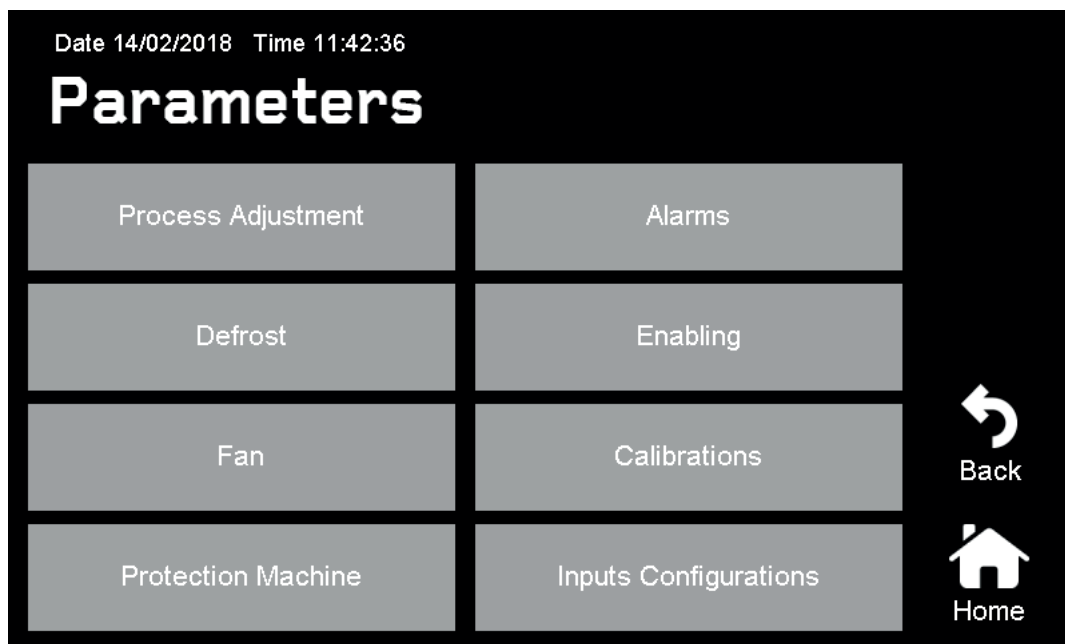 Date 14/02/2018 Time 11:42:36
Parameters
Process Adjustment
Alarms
Defrost
Enabling
Fan
Calibrations
Back
Protection Machine
Inputs Configurations
Home